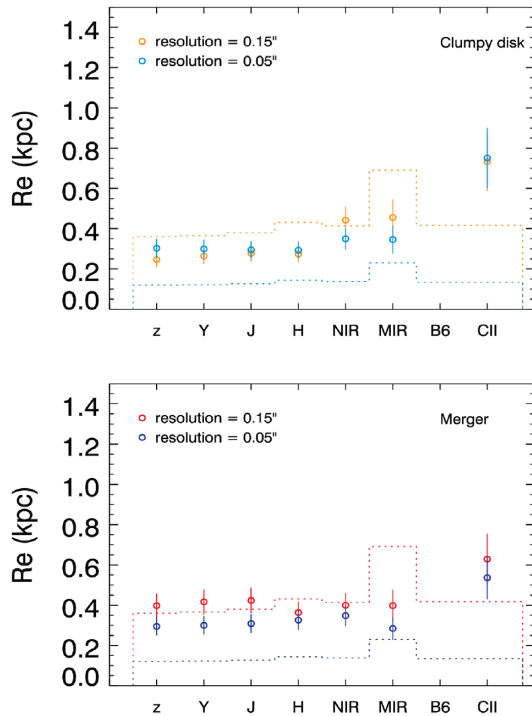 1.4
resolution = 0.15"
Clumpy disk
resolution = 0.05"
1.2
1.0
0.8
0.6
0.4
0.2
0.0
Re (kpc)
z Y J H NIR MIR B6 CII
1.4
resolution = 0.15"
Merger
resolution = 0.05"
1.2
1.0
0.8
0.6
0.4
0.2
0.0
Re (kpc)
z Y J H NIR MIR B6 CII